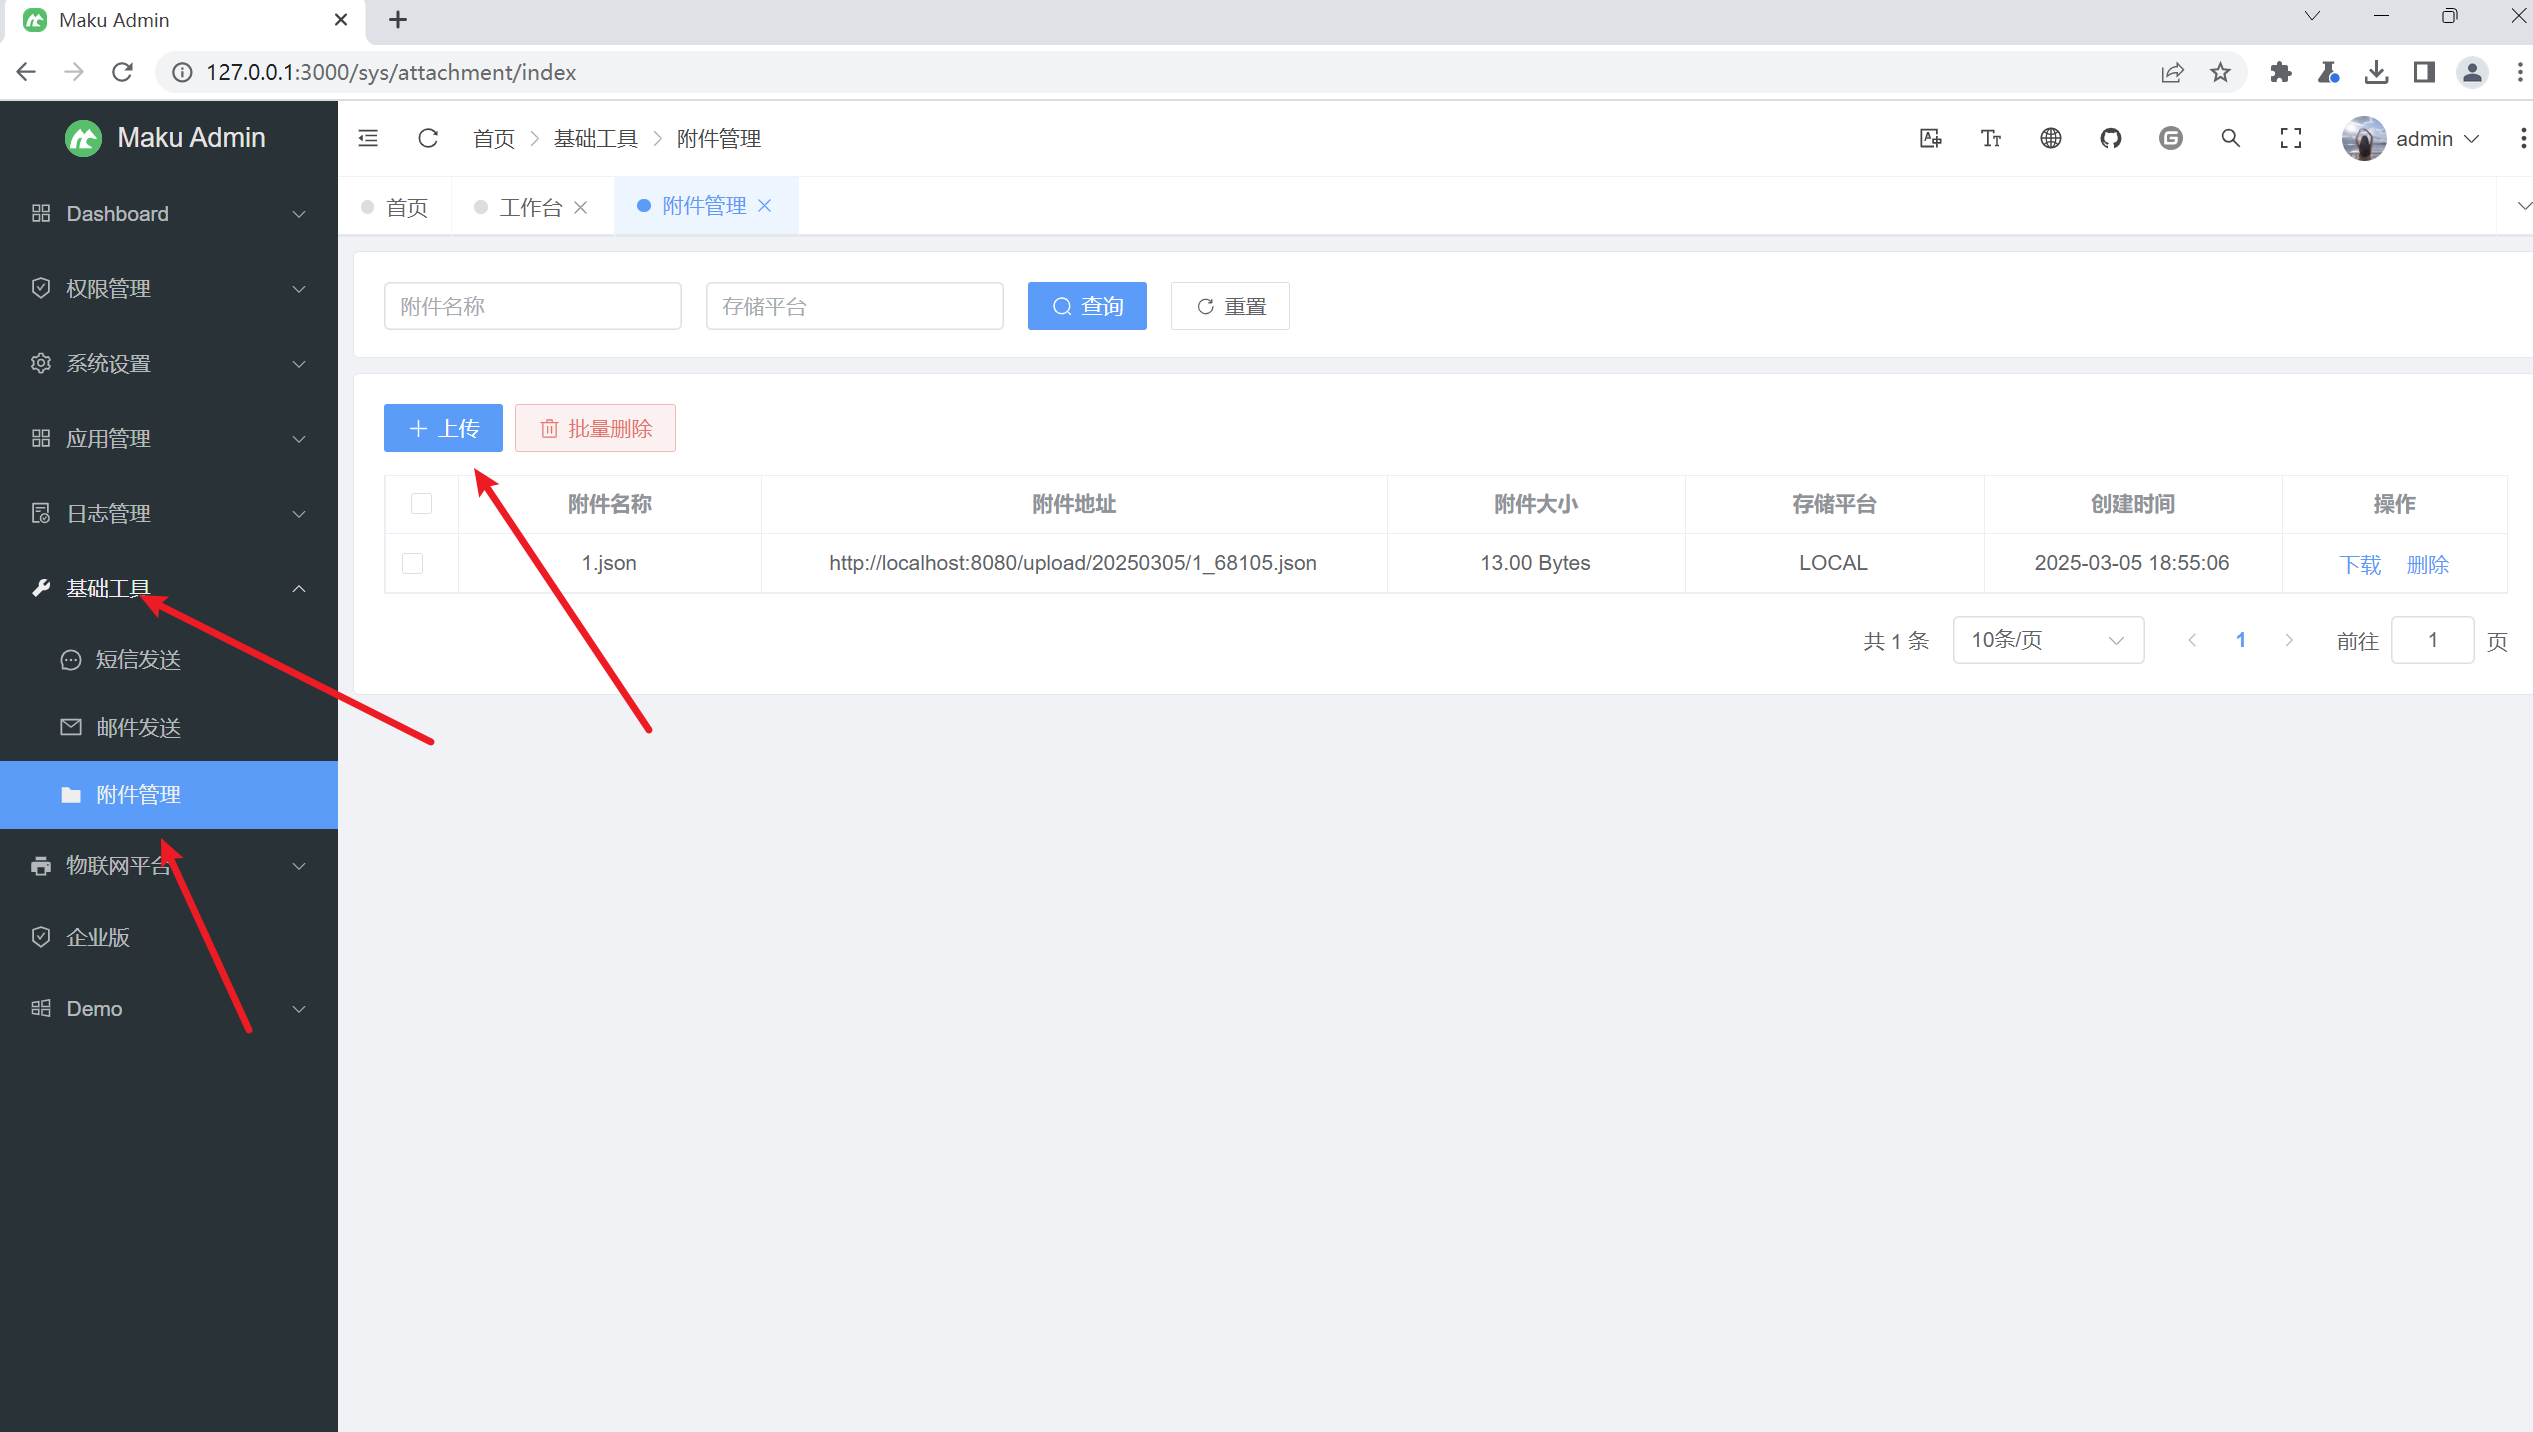 Maku Admin
127.0.0.1:3000/sys/attachment/index
Maku Admin
首页 > 基础工具 > 附件管理
admin
首页
工作台
附件管理
Dashboard
权限管理
系统设置
应用管理
日志管理
基础工具
短信发送
邮件发送
附件管理
物联网平台
企业版
Demo
附件名称
存储平台
查询
重置
上传
批量删除
附件名称 附件地址 附件大小 存储平台 创建时间 操作
1.json http://localhost:8080/upload/20250305/1_68105.json 13.00 Bytes LOCAL 2025-03-05 18:55:06 下载 删除
共 1 条 10条/页 1 前往 1 页